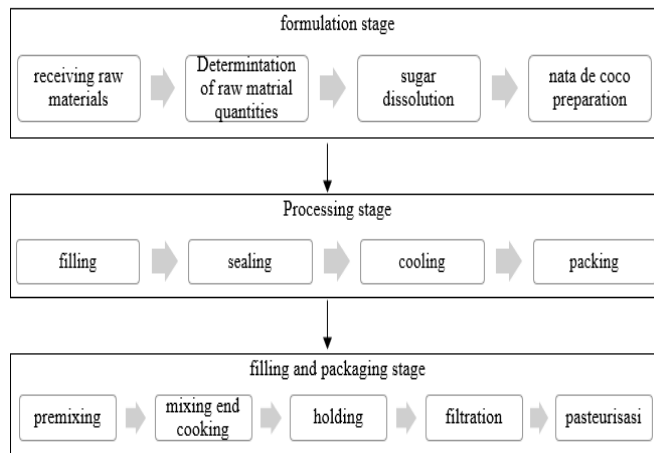 formulation stage
receiving raw
materials
Determintation
of raw matrial
quantities
sugar
dissolution
nata de coco
preparation
Processing stage
filling
sealing
cooling
packing
filling and packaging stage
premixing
mixing end
cooking
holding
filtration
pasteurisasi